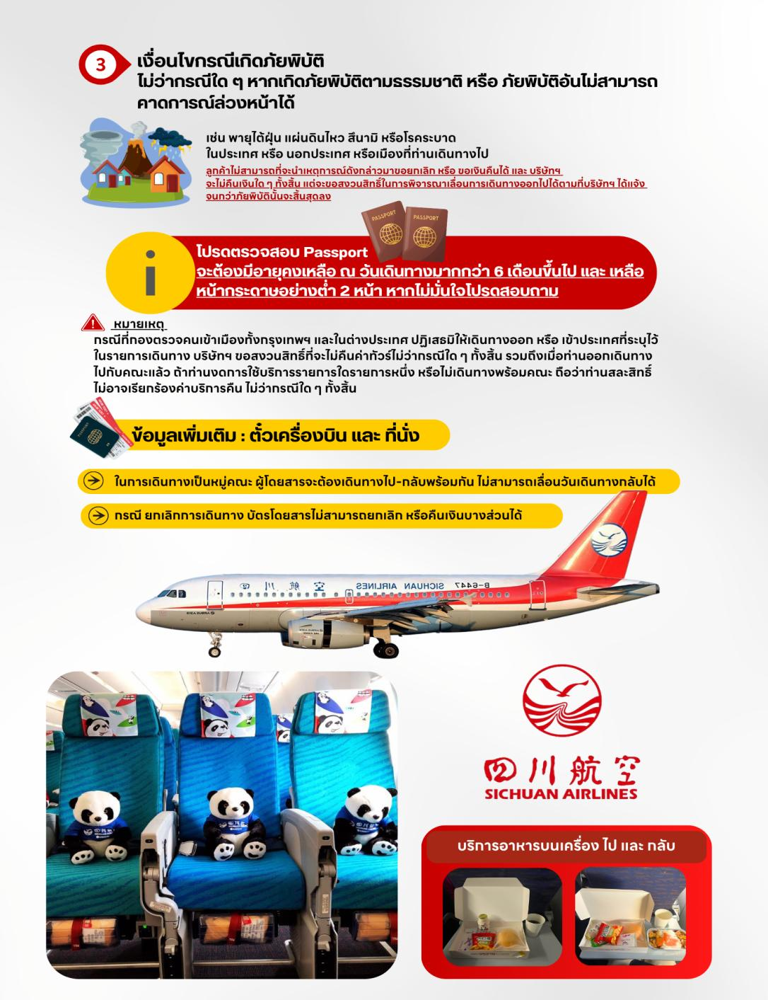 3
เงื่อนไขกรณีเกิดภัยพิบัติ
ไม่ว่ากรณีใด ๆ หากเกิดภัยพิบัติตามธรรมชาติ หรือ ภัยพิบัติอันไม่สามารถ
คาดการณ์ล่วงหน้าได้
เช่น พายุไต้ฝุ่น แผ่นดินไหว สึนามิ หรือโรคระบาด
ในประเทศ หรือ นอกประเทศ หรือเมืองที่ท่านเดินทางไป
ลูกค้าไม่สามารถที่จะนำเหตุการณ์ดังกล่าวมาขอยกเลิก หรือ ขอเงินคืนได้ และ บริษัทฯ
จะไม่คืนเงินใด ๆ ทั้งสิ้น แต่จะขอสงวนสิทธิ์ในการพิจารณาเลื่อนการเดินทางออกไปได้ตามที่บริษัทฯ ได้แจ้ง
จนกว่าภัยพิบัตินั้นจะสิ้นสุดลง
PASSPORT
PASSPORT
i
โปรดตรวจสอบ Passport
จะต้องมีอายุคงเหลือ ณ วันเดินทางมากกว่า 6 เดือนขึ้นไป และ เหลือ
หน้ากระดาษอย่างต่ำ 2 หน้า หากไม่มั่นใจโปรดสอบถาม
หมายเหตุ
กรณีที่กองตรวจคนเข้าเมืองทั้งกรุงเทพฯ และในต่างประเทศ ปฏิเสธมิให้เดินทางออก หรือ เข้าประเทศที่ระบุไว้
ในรายการเดินทาง บริษัทฯ ขอสงวนสิทธิ์ที่จะไม่คืนค่าทัวร์ไม่ว่ากรณีใด ๆ ทั้งสิ้น รวมถึงเมื่อท่านออกเดินทาง
ไปกับคณะแล้ว ถ้าท่านงดการใช้บริการรายการใดรายการหนึ่ง หรือไม่เดินทางพร้อมคณะ ถือว่าท่านสละสิทธิ์
ไม่อาจเรียกร้องค่าบริการคืน ไม่ว่ากรณีใด ๆ ทั้งสิ้น
PASSPORT
ข้อมูลเพิ่มเติม : ตั๋วเครื่องบิน และ ที่นั่ง
ในการเดินทางเป็นหมู่คณะ ผู้โดยสารจะต้องเดินทางไป-กลับพร้อมกัน ไม่สามารถเลื่อนวันเดินทางกลับได้
กรณี ยกเลิกการเดินทาง บัตรโดยสารไม่สามารถยกเลิก หรือคืนเงินบางส่วนได้
四川航空 SICHUAN AIRLINES B-6447
AIRBUS A319
四川航空
SICHUAN AIRLINES
บริการอาหารบนเครื่อง ไป และ กลับ